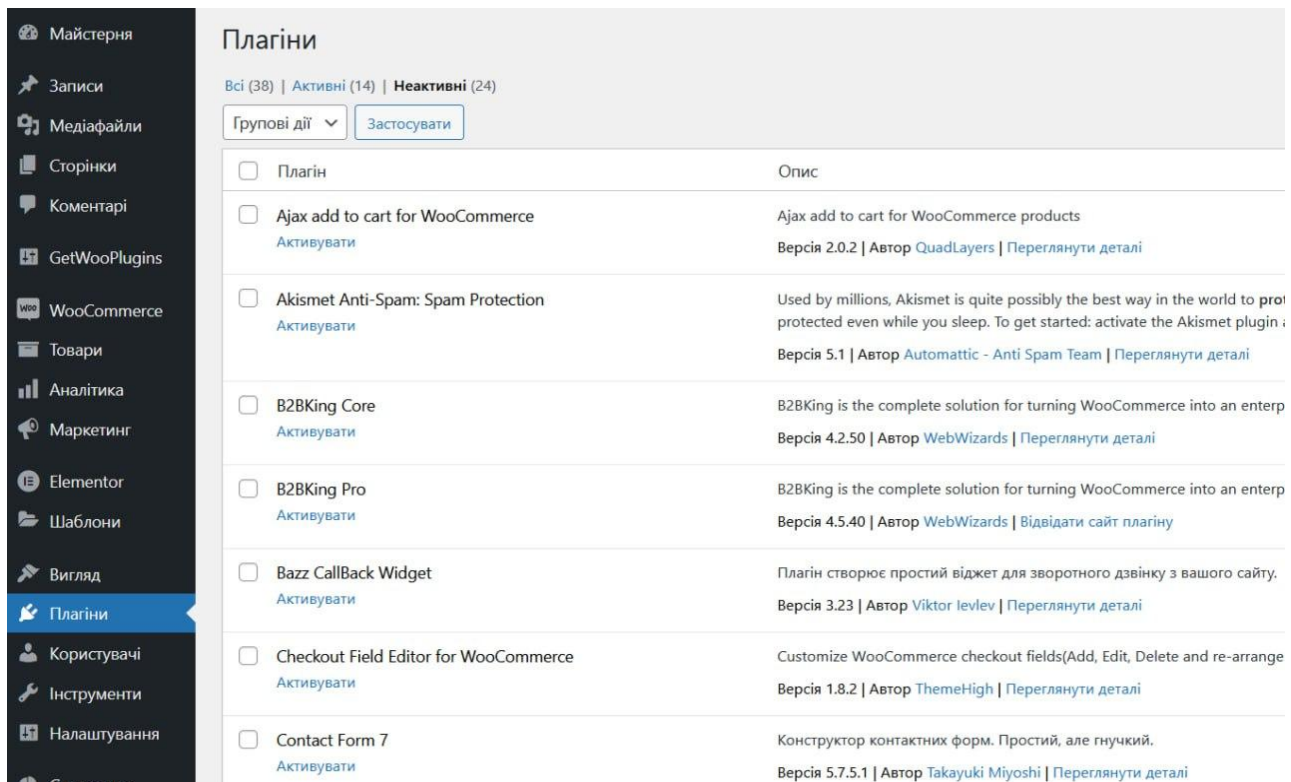 Майстерня
Записи
Медіафайли
Сторінки
Коментарі
GetWooPlugins
WooCommerce
Товари
Аналітика
Маркетинг
Elementor
Шаблони
Вигляд
Плагіни
Користувачі
Інструменти
Налаштування
Плагіни
Всі (38) | Активні (14) | Неактивні (24)
Групові дії Застосувати
Плагін Опис
Ajax add to cart for WooCommerce
Активувати
Ajax add to cart for WooCommerce products
Версія 2.0.2 | Автор QuadLayers | Переглянути деталі
Akismet Anti-Spam: Spam Protection
Активувати
Used by millions, Akismet is quite possibly the best way in the world to
protected even while you sleep. To get started: activate the Akismet plugin
Версія 5.1 | Автор Automattic - Anti Spam Team | Переглянути деталі
B2BKing Core
Активувати
B2BKing is the complete solution for turning WooCommerce into an enterp
Версія 4.2.50 | Автор WebWizards | Переглянути деталі
B2BKing Pro
Активувати
B2BKing is the complete solution for turning WooCommerce into an enterp
Версія 4.5.40 | Автор WebWizards | Відвідати сайт плагіну
Bazz CallBack Widget
Активувати
Плагін створює простий віджет для зворотного дзвінку з вашого сайту.
Версія 3.23 | Автор Viktor Ievlev | Переглянути деталі
Checkout Field Editor for WooCommerce
Активувати
Customize WooCommerce checkout fields(Add, Edit, Delete and re-arrange
Версія 1.8.2 | Автор ThemeHigh | Переглянути деталі
Contact Form 7
Активувати
Конструктор контактних форм. Простий, але гнучкий.
Версія 5.7.5.1 | Автор Takayuki Miyoshi | Переглянути деталі